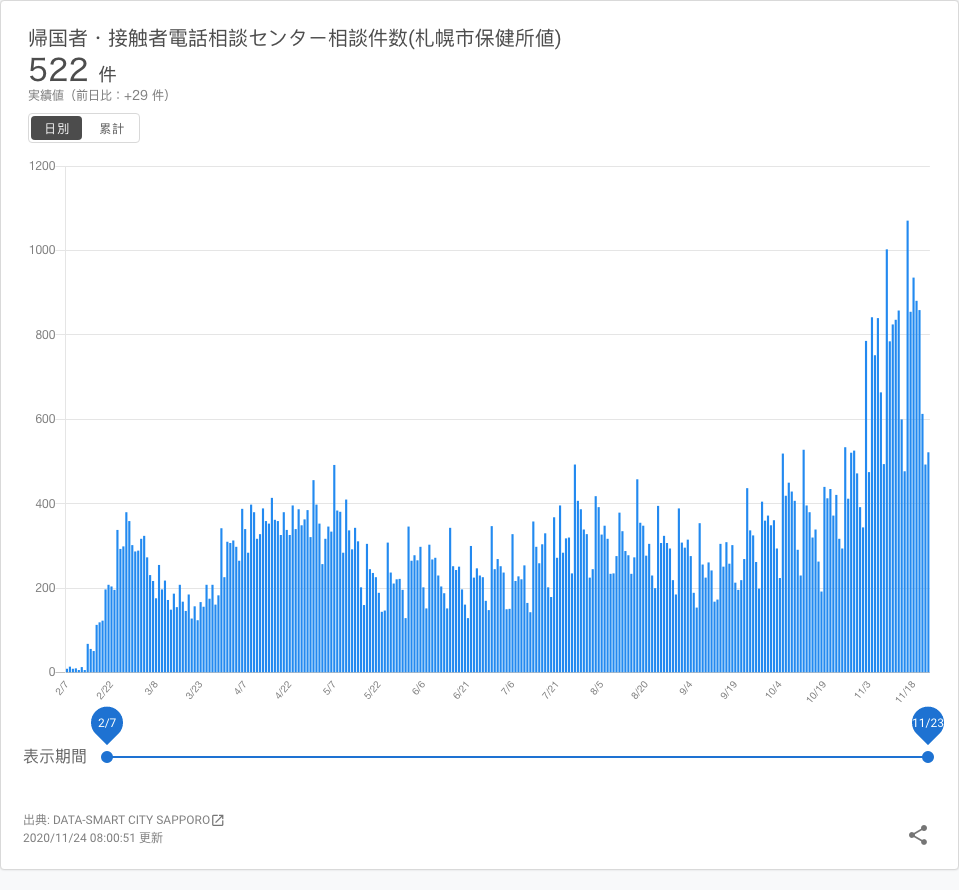 帰国者・接触者電話相談センター相談件数(札幌市保健所値)
522 件
実績値（前日比：+29 件）
日別 累計
1200
1000
800
600
400
200
0
2/7 2/22 3/8 3/23 4/7 4/22 5/7 5/22 6/6 6/21 7/6 7/21 8/5 8/20 9/4 9/19 10/4 10/19 11/3 11/18
2/7 11/23
表示期間
出典: DATA-SMART CITY SAPPORO
2020/11/24 08:00:51 更新